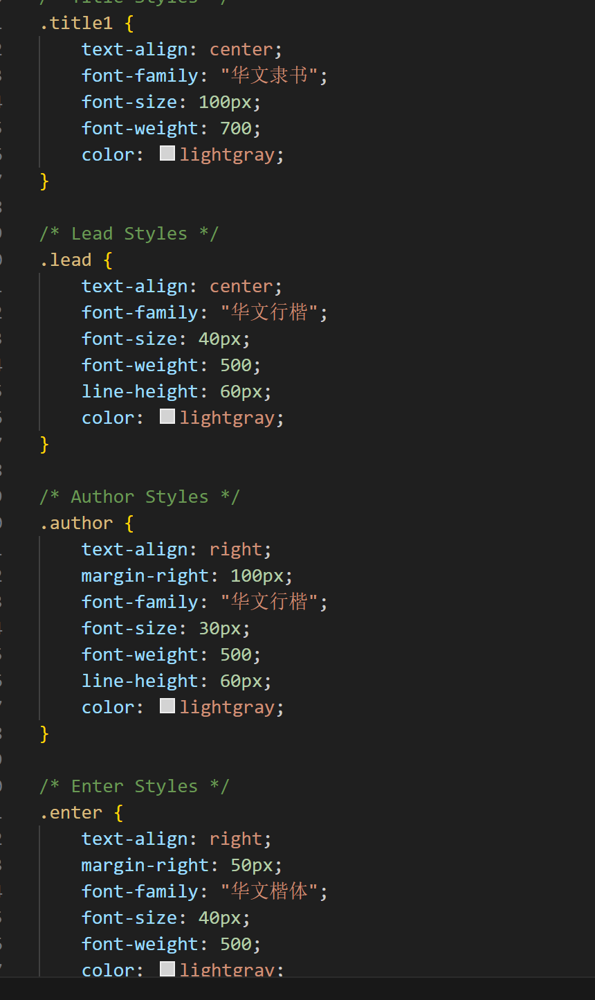 /* Title Styles */
.title1 {
    text-align: center;
    font-family: "华文隶书";
    font-size: 100px;
    font-weight: 700;
    color: lightgray;
}
/* Lead Styles */
.lead {
    text-align: center;
    font-family: "华文行楷";
    font-size: 40px;
    font-weight: 500;
    line-height: 60px;
    color: lightgray;
}
/* Author Styles */
.author {
    text-align: right;
    margin-right: 100px;
    font-family: "华文行楷";
    font-size: 30px;
    font-weight: 500;
    line-height: 60px;
    color: lightgray;
}
/* Enter Styles */
.enter {
    text-align: right;
    margin-right: 50px;
    font-family: "华文楷体";
    font-size: 40px;
    font-weight: 500;
    color: lightgray;